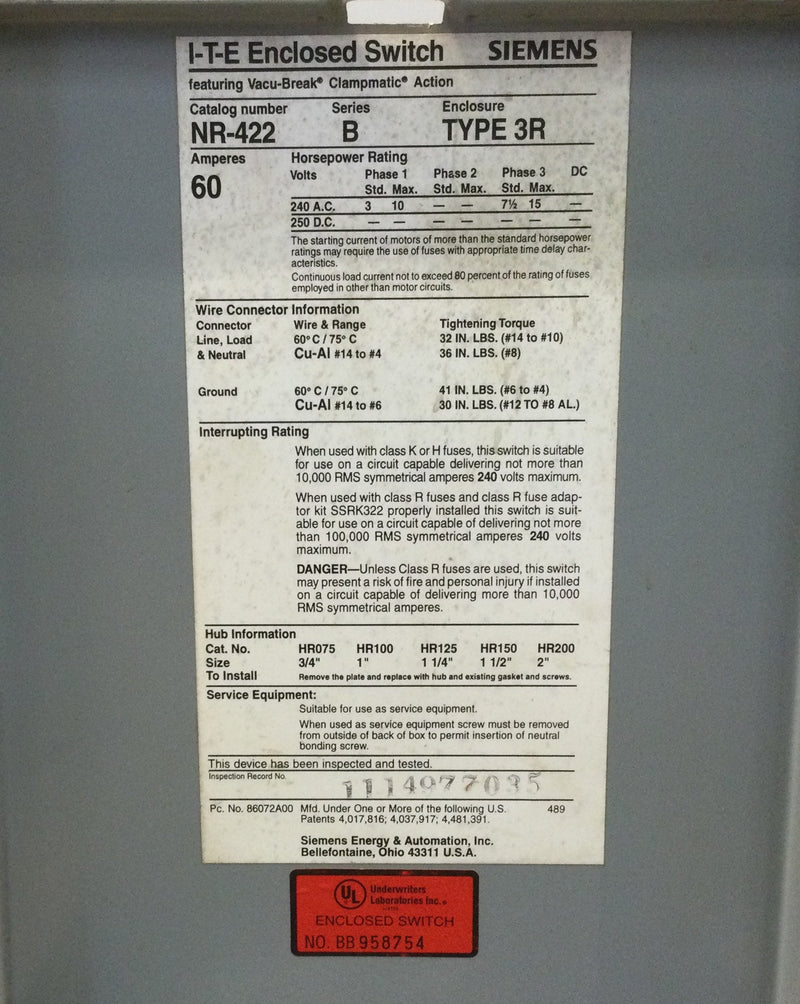 I-T-E Enclosed Switch SIEMENS
featuring Vacu-Break® Clampmatic® Action
Catalog number Series Enclosure
NR-422 B TYPE 3R
Amperes Horsepower Rating
60
Volts Phase 1 Phase 2 Phase 3 DC
Std. Max. Std. Max. Std. Max.
240 A.C. 3 10 — — 7½ 15 —
250 D.C. — — — — — — —
The starting current of motors of more than the standard horsepower
ratings may require the use of fuses with appropriate time delay char-
acteristics.
Continuous load current not to exceed 80 percent of the rating of fuses
employed in other than motor circuits.
Wire Connector Information
Connector Wire & Range Tightening Torque
Line, Load 60° C / 75° C 32 IN. LBS. (#14 to #10)
& Neutral Cu-Al #14 to #4 36 IN. LBS. (#8)
Ground 60° C / 75° C 41 IN. LBS. (#6 to #4)
Cu-Al #14 to #6 30 IN. LBS. (#12 TO #8 AL.)
Interrupting Rating
When used with class K or H fuses, this switch is suitable
for use on a circuit capable delivering not more than
10,000 RMS symmetrical amperes 240 volts maximum.
When used with class R fuses and class R fuse adap-
tor kit SSRK322 properly installed this switch is suit-
able for use on a circuit capable of delivering not more
than 100,000 RMS symmetrical amperes 240 volts
maximum.
DANGER—Unless Class R fuses are used, this switch
may present a risk of fire and personal injury if installed
on a circuit capable of delivering more than 10,000
RMS symmetrical amperes.
Hub Information
Cat. No. HR075 HR100 HR125 HR150 HR200
Size 3/4" 1" 1 1/4" 1 1/2" 2"
To Install Remove the plate and replace with hub and existing gasket and screws.
Service Equipment:
Suitable for use as service equipment.
When used as service equipment screw must be removed
from outside of back of box to permit insertion of neutral
bonding screw.
This device has been inspected and tested.
Inspection Record No.
1114077035
Pc. No. 86072A00 Mfd. Under One or More of the following U.S. 489
Patents 4,017,816; 4,037,917; 4,481,391.
Siemens Energy & Automation, Inc.
Bellefontaine, Ohio 43311 U.S.A.
UL Underwriters
Laboratories Inc.®
LISTED
ENCLOSED SWITCH
NO. BB 958754